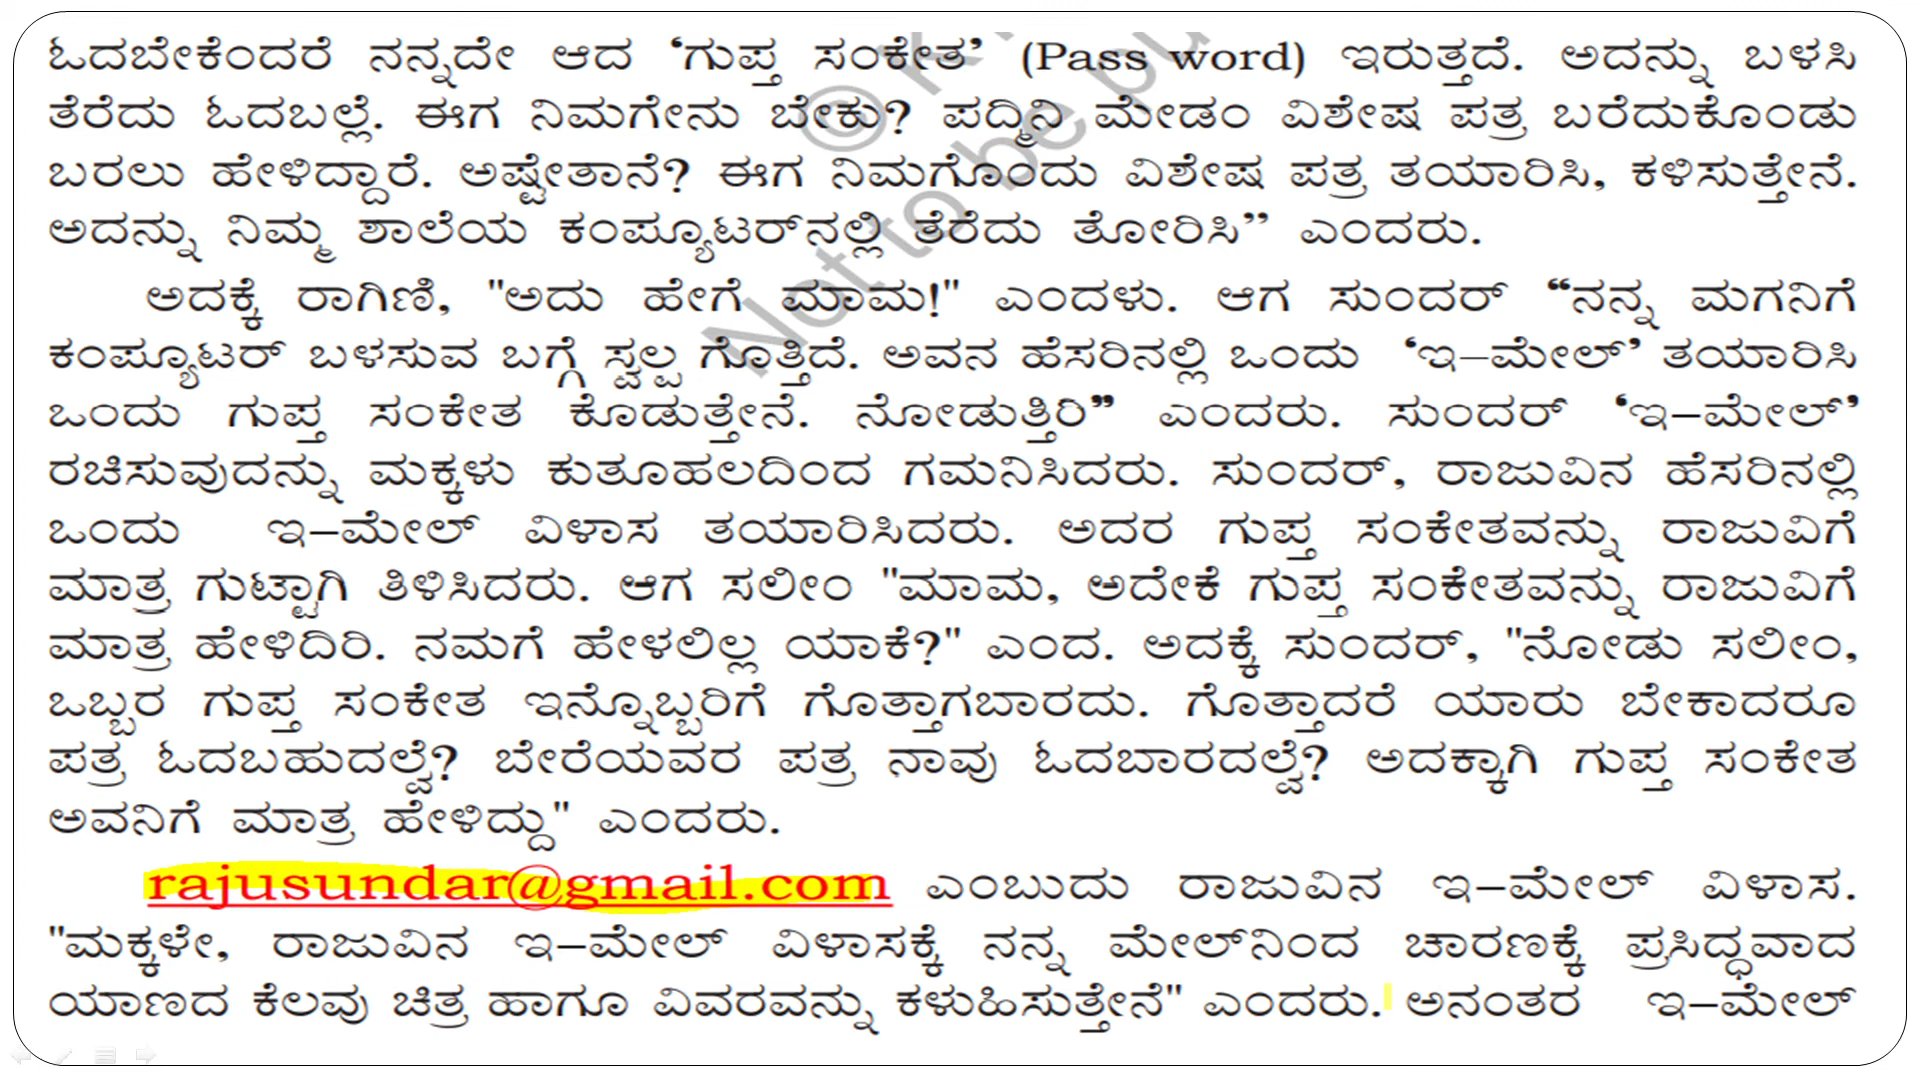 ಓದಬೇಕೆಂದರೆ ನನ್ನದೇ ಆದ ‘ಗುಪ್ತ ಸಂಕೇತ’ (Pass word) ಇರುತ್ತದೆ. ಅದನ್ನು ಬಳಸಿ
ತೆರೆದು ಓದಬಲ್ಲೆ. ಈಗ ನಿಮಗೇನು ಬೇಕು? ಪದ್ಮಿನಿ ಮೇಡಂ ವಿಶೇಷ ಪತ್ರ ಬರೆದುಕೊಂಡು
ಬರಲು ಹೇಳಿದ್ದಾರೆ. ಅಷ್ಟೇತಾನೆ? ಈಗ ನಿಮಗೊಂದು ವಿಶೇಷ ಪತ್ರ ತಯಾರಿಸಿ, ಕಳಿಸುತ್ತೇನೆ.
ಅದನ್ನು ನಿಮ್ಮ ಶಾಲೆಯ ಕಂಪ್ಯೂಟರ್‌ನಲ್ಲಿ ತೆರೆದು ತೋರಿಸಿ” ಎಂದರು.
ಅದಕ್ಕೆ ರಾಗಿಣಿ, "ಅದು ಹೇಗೆ ಮಾಮ!" ಎಂದಳು. ಆಗ ಸುಂದರ್ “ನನ್ನ ಮಗನಿಗೆ
ಕಂಪ್ಯೂಟರ್ ಬಳಸುವ ಬಗ್ಗೆ ಸ್ವಲ್ಪ ಗೊತ್ತಿದೆ. ಅವನ ಹೆಸರಿನಲ್ಲಿ ಒಂದು ‘ಇ–ಮೇಲ್’ ತಯಾರಿಸಿ
ಒಂದು ಗುಪ್ತ ಸಂಕೇತ ಕೊಡುತ್ತೇನೆ. ನೋಡುತ್ತಿರಿ” ಎಂದರು. ಸುಂದರ್ ‘ಇ–ಮೇಲ್’
ರಚಿಸುವುದನ್ನು ಮಕ್ಕಳು ಕುತೂಹಲದಿಂದ ಗಮನಿಸಿದರು. ಸುಂದರ್, ರಾಜುವಿನ ಹೆಸರಿನಲ್ಲಿ
ಒಂದು ಇ–ಮೇಲ್ ವಿಳಾಸ ತಯಾರಿಸಿದರು. ಅದರ ಗುಪ್ತ ಸಂಕೇತವನ್ನು ರಾಜುವಿಗೆ
ಮಾತ್ರ ಗುಟ್ಟಾಗಿ ತಿಳಿಸಿದರು. ಆಗ ಸಲೀಂ "ಮಾಮ, ಅದೇಕೆ ಗುಪ್ತ ಸಂಕೇತವನ್ನು ರಾಜುವಿಗೆ
ಮಾತ್ರ ಹೇಳಿದಿರಿ. ನಮಗೆ ಹೇಳಲಿಲ್ಲ ಯಾಕೆ?" ಎಂದ. ಅದಕ್ಕೆ ಸುಂದರ್, "ನೋಡು ಸಲೀಂ,
ಒಬ್ಬರ ಗುಪ್ತ ಸಂಕೇತ ಇನ್ನೊಬ್ಬರಿಗೆ ಗೊತ್ತಾಗಬಾರದು. ಗೊತ್ತಾದರೆ ಯಾರು ಬೇಕಾದರೂ
ಪತ್ರ ಓದಬಹುದಲ್ವೆ? ಬೇರೆಯವರ ಪತ್ರ ನಾವು ಓದಬಾರದಲ್ವೆ? ಅದಕ್ಕಾಗಿ ಗುಪ್ತ ಸಂಕೇತ
ಅವನಿಗೆ ಮಾತ್ರ ಹೇಳಿದ್ದು" ಎಂದರು.
rajusundar@gmail.com ಎಂಬುದು ರಾಜುವಿನ ಇ–ಮೇಲ್ ವಿಳಾಸ.
"ಮಕ್ಕಳೇ, ರಾಜುವಿನ ಇ–ಮೇಲ್ ವಿಳಾಸಕ್ಕೆ ನನ್ನ ಮೇಲ್‌ನಿಂದ ಚಾರಣಕ್ಕೆ ಪ್ರಸಿದ್ಧವಾದ
ಯಾಣದ ಕೆಲವು ಚಿತ್ರ ಹಾಗೂ ವಿವರವನ್ನು ಕಳುಹಿಸುತ್ತೇನೆ" ಎಂದರು. ಅನಂತರ ಇ–ಮೇಲ್
© K
Not to be pu